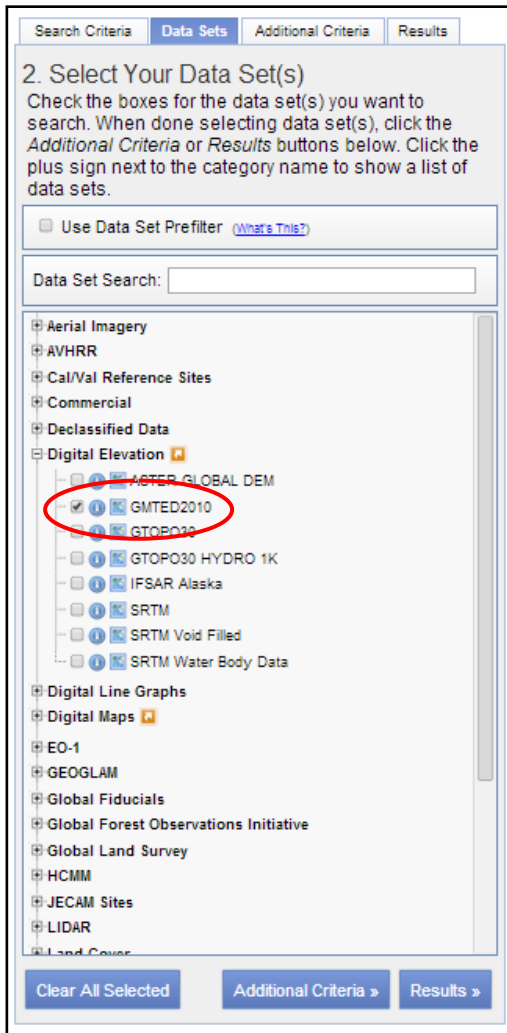 Search Criteria Data Sets Additional Criteria Results
2. Select Your Data Set(s)
Check the boxes for the data set(s) you want to
search. When done selecting data set(s), click the
Additional Criteria or Results buttons below. Click the
plus sign next to the category name to show a list of
data sets.
Use Data Set Prefilter (What's This?)
Data Set Search:
Aerial Imagery
AVHRR
Cal/Val Reference Sites
Commercial
Declassified Data
Digital Elevation
ASTER GLOBAL DEM
GMTED2010
GTOPO30
GTOPO30 HYDRO 1K
IFSAR Alaska
SRTM
SRTM Void Filled
SRTM Water Body Data
Digital Line Graphs
Digital Maps
EO-1
GEOGLAM
Global Fiducials
Global Forest Observations Initiative
Global Land Survey
HCMM
JECAM Sites
LIDAR
Land Cover
Clear All Selected Additional Criteria » Results »